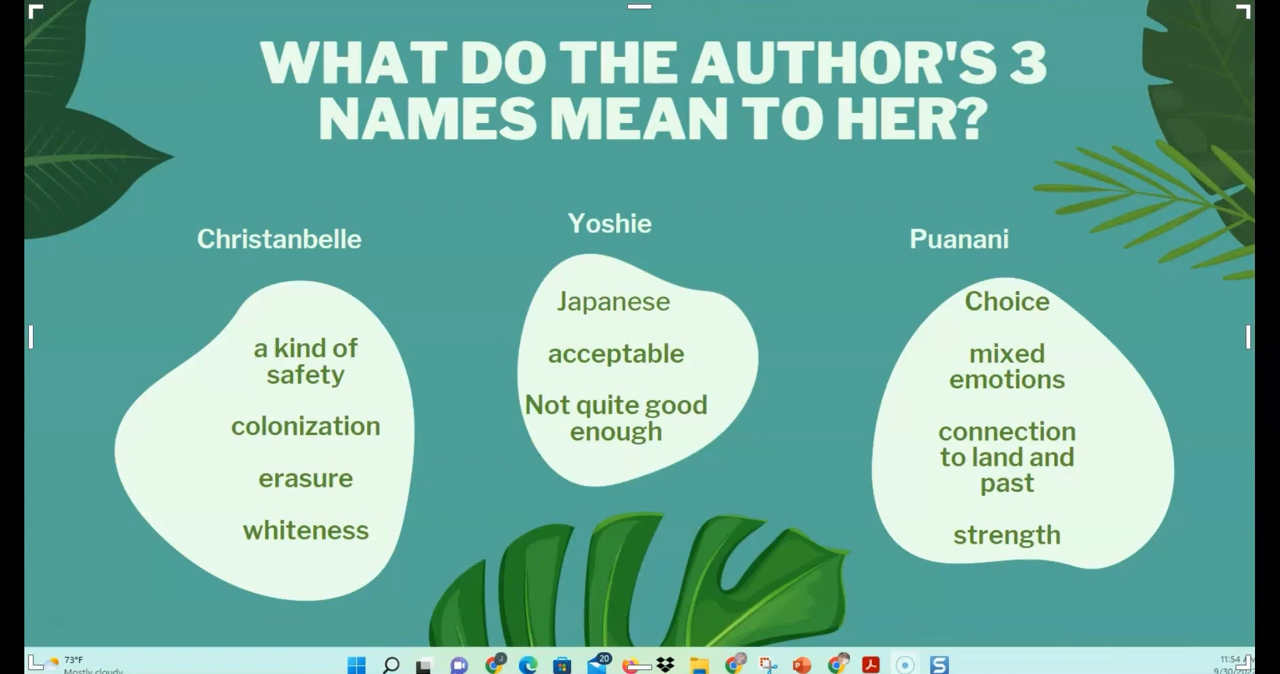 WHAT DO THE AUTHOR'S 3
NAMES MEAN TO HER?
Christanbelle
a kind of
safety
colonization
erasure
whiteness
Yoshie
Japanese
acceptable
Not quite good
enough
Puanani
Choice
mixed
emotions
connection
to land and
past
strength
73°F
Mostly cloudy
20
11:54